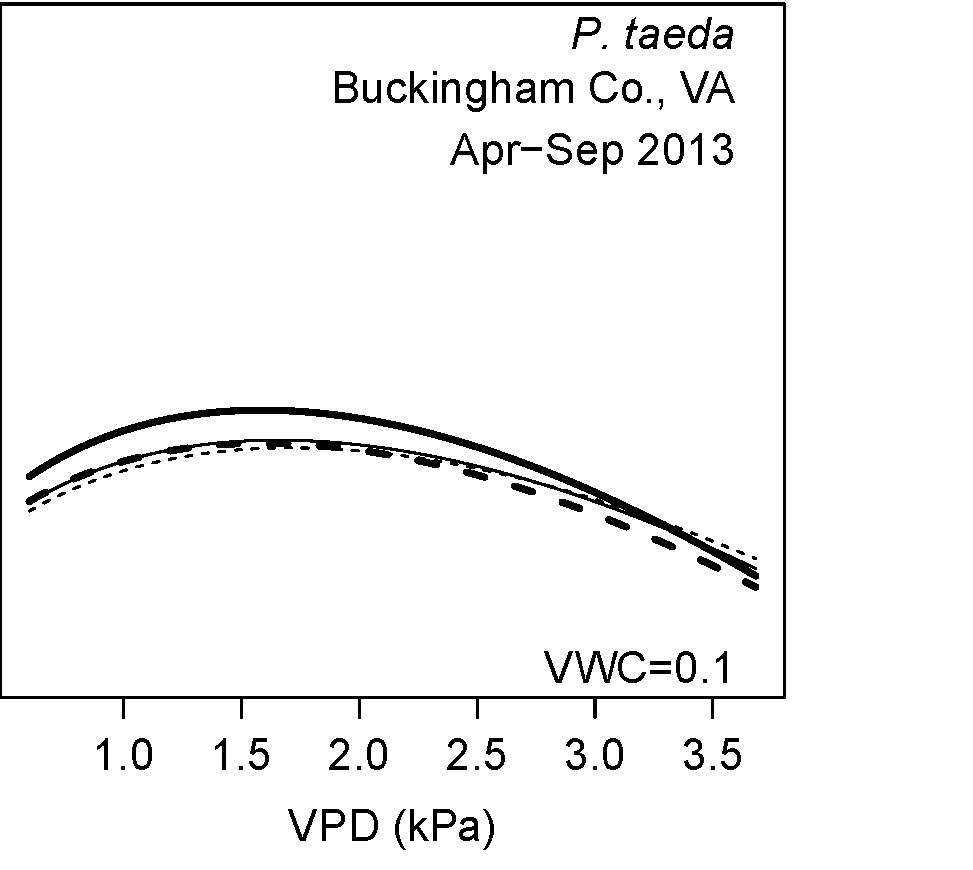 P. taeda
Buckingham Co., VA
Apr−Sep 2013
VWC=0.1
1.0 1.5 2.0 2.5 3.0 3.5
VPD (kPa)